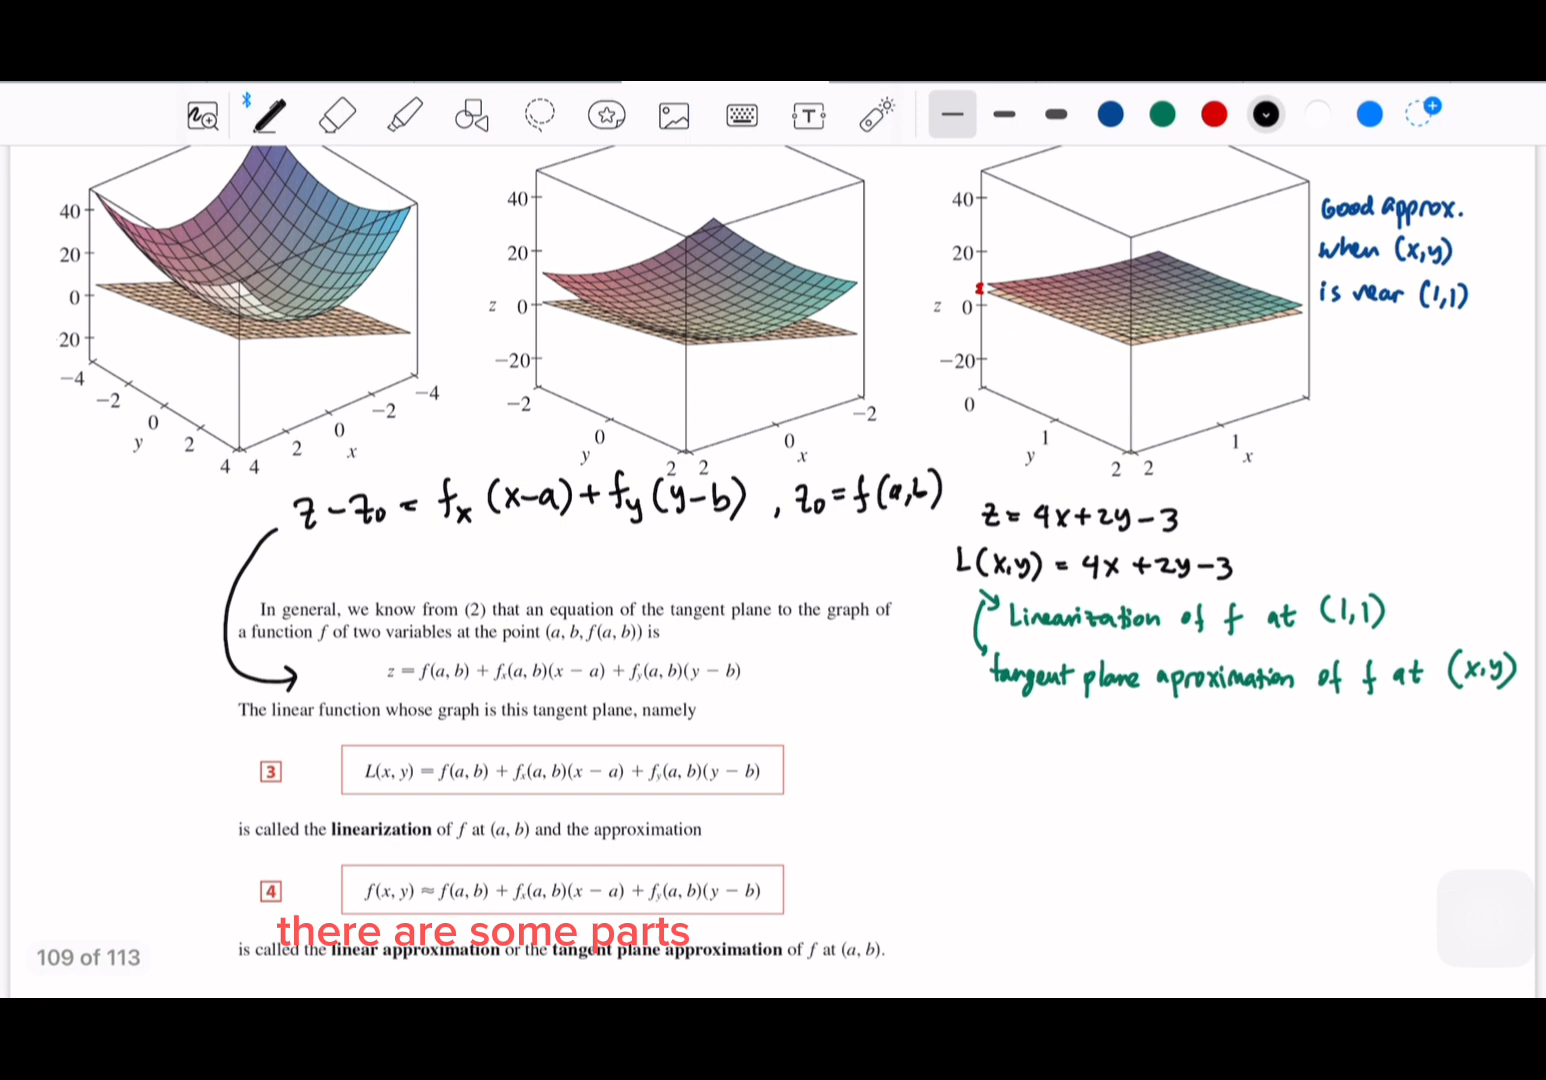 40
20
0
20
−4
−2
0
y
2
4
4
2
0
x
−2
−4
40
20
z
0
−20
−2
0
y
2
2
0
x
−2
40
20
z
0
−20
0
1
y
2
2
1
x
Good approx.
when (x,y)
is near (1,1)
z−z₀ = fx (x−a)+fy (y−b) , z₀=f(a,b)
z = 4x+2y−3
L(x,y) = 4x +2y−3
Linearization of f at (1,1)
tangent plane aproximation of f at (x,y)
In general, we know from (2) that an equation of the tangent plane to the graph of
a function f of two variables at the point (a, b, f(a, b)) is
z = f(a, b) + fx(a, b)(x − a) + fy(a, b)(y − b)
The linear function whose graph is this tangent plane, namely
3 L(x, y) = f(a, b) + fx(a, b)(x − a) + fy(a, b)(y − b)
is called the linearization of f at (a, b) and the approximation
4 f(x, y) ≈ f(a, b) + fx(a, b)(x − a) + fy(a, b)(y − b)
there are some parts
is called the linear approximation or the tangent plane approximation of f at (a, b).
109 of 113